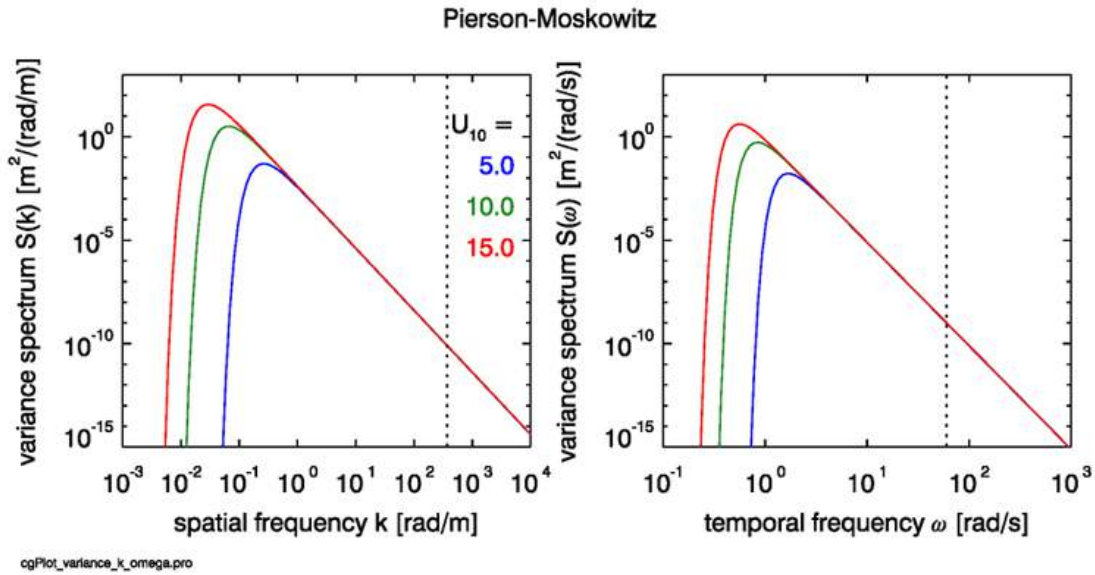 Pierson-Moskowitz
variance spectrum S(k) [m²/(rad/m)]
10⁰
10⁻⁵
10⁻¹⁰
10⁻¹⁵
U₁₀ =
5.0
10.0
15.0
10⁻³ 10⁻² 10⁻¹ 10⁰ 10¹ 10² 10³ 10⁴
spatial frequency k [rad/m]
variance spectrum S(ω) [m²/(rad/s)]
10⁰
10⁻⁵
10⁻¹⁰
10⁻¹⁵
10⁻¹ 10⁰ 10¹ 10² 10³
temporal frequency ω [rad/s]
cgPlot_variance_k_omega.pro